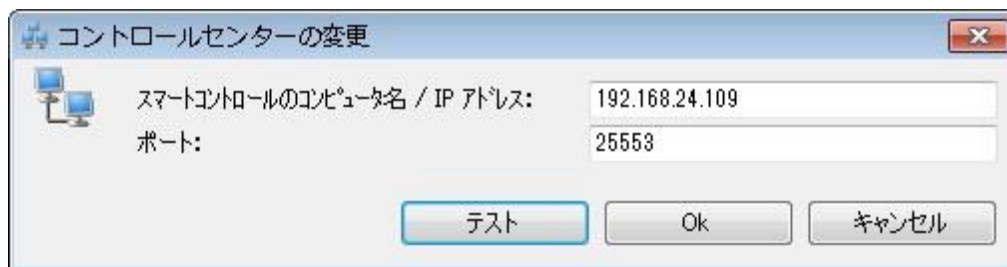 コントロールセンターの変更
スマートコントロールのコンピュータ名 / IP アドレス: 192.168.24.109
ポート: 25553
テスト Ok キャンセル